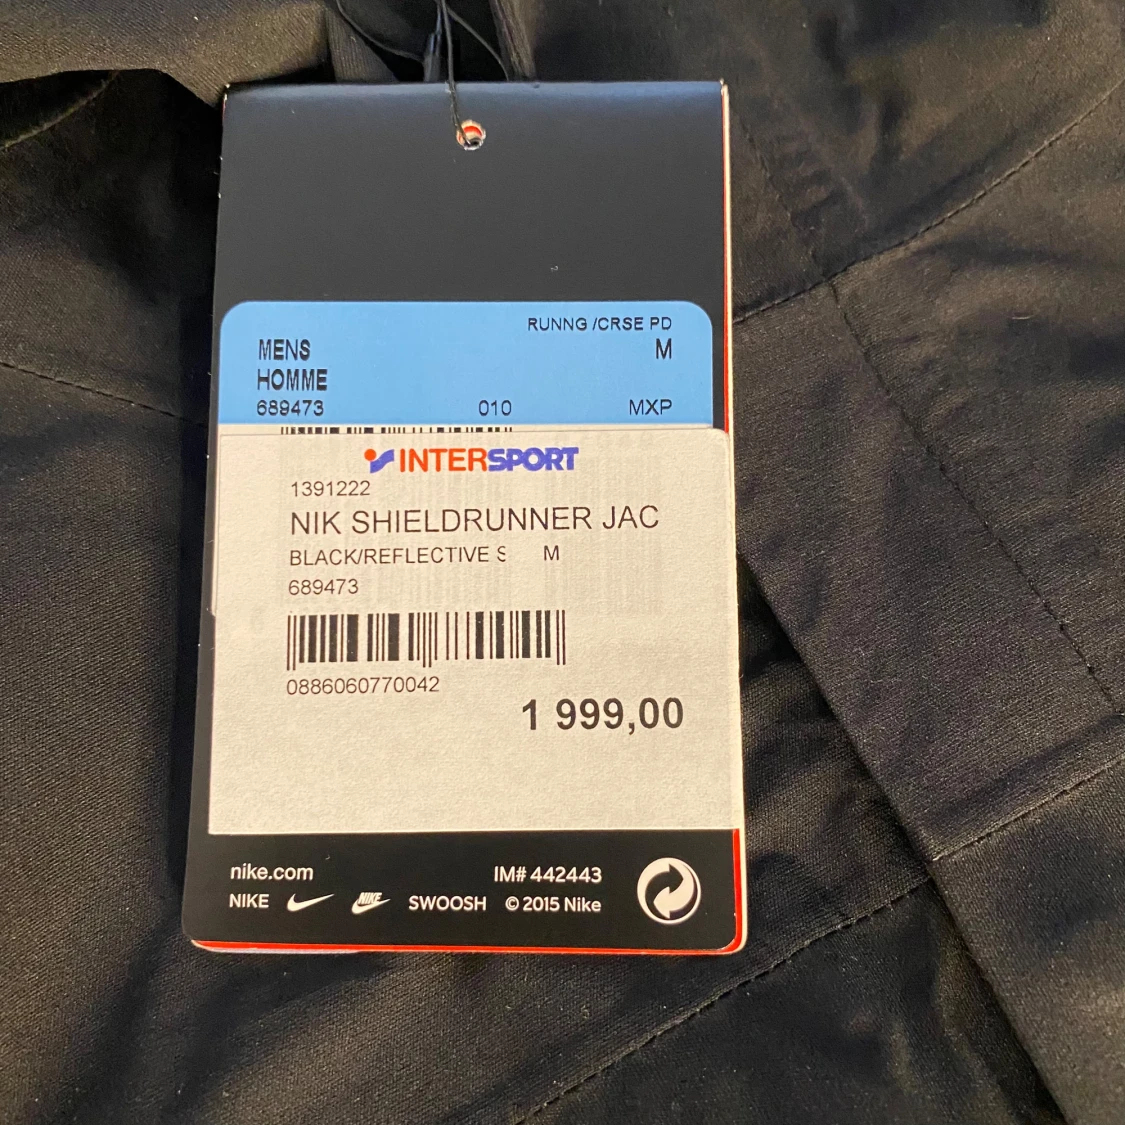 RUNNG /CRSE PD
MENS M
HOMME
689473 010 MXP
INTERSPORT
1391222
NIK SHIELDRUNNER JAC
BLACK/REFLECTIVE S M
689473
0886060770042
1 999,00
nike.com IM# 442443
NIKE NIKE SWOOSH © 2015 Nike